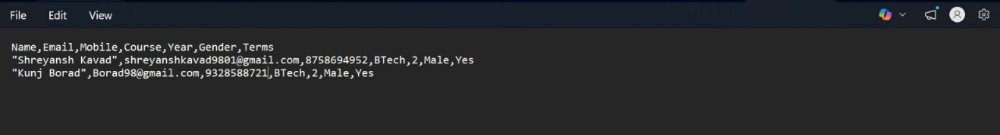 File Edit View
Name,Email,Mobile,Course,Year,Gender,Terms
"Shreyansh Kavad",shreyanshkavad9801@gmail.com,8758694952,BTech,2,Male,Yes
"Kunj Borad",Borad98@gmail.com,9328588721,BTech,2,Male,Yes